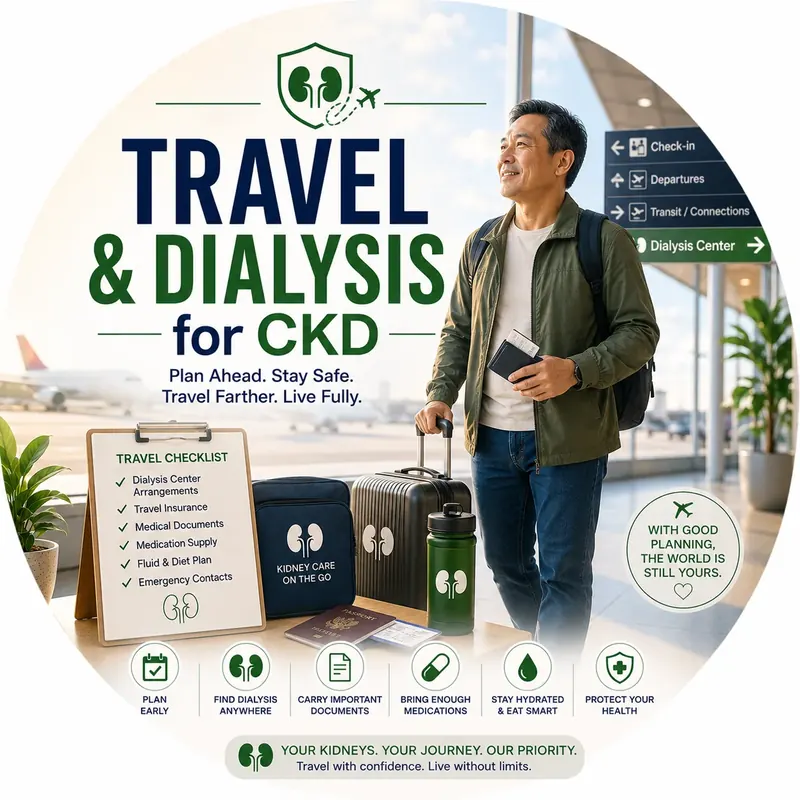 TRAVEL
& DIALYSIS
for CKD
Plan Ahead. Stay Safe.
Travel Farther. Live Fully.
Check-in
Departures
Transit / Connections
Dialysis Center
TRAVEL CHECKLIST
Dialysis Center
Arrangements
Travel Insurance
Medical Documents
Medication Supply
Fluid & Diet Plan
Emergency Contacts
KIDNEY CARE
ON THE GO
PASSPORT
WITH GOOD
PLANNING,
THE WORLD IS
STILL YOURS.
PLAN
EARLY
FIND DIALYSIS
ANYWHERE
CARRY IMPORTANT
DOCUMENTS
BRING ENOUGH
MEDICATIONS
STAY HYDRATED
& EAT SMART
PROTECT YOUR
HEALTH
YOUR KIDNEYS. YOUR JOURNEY. OUR PRIORITY.
Travel with confidence. Live without limits.